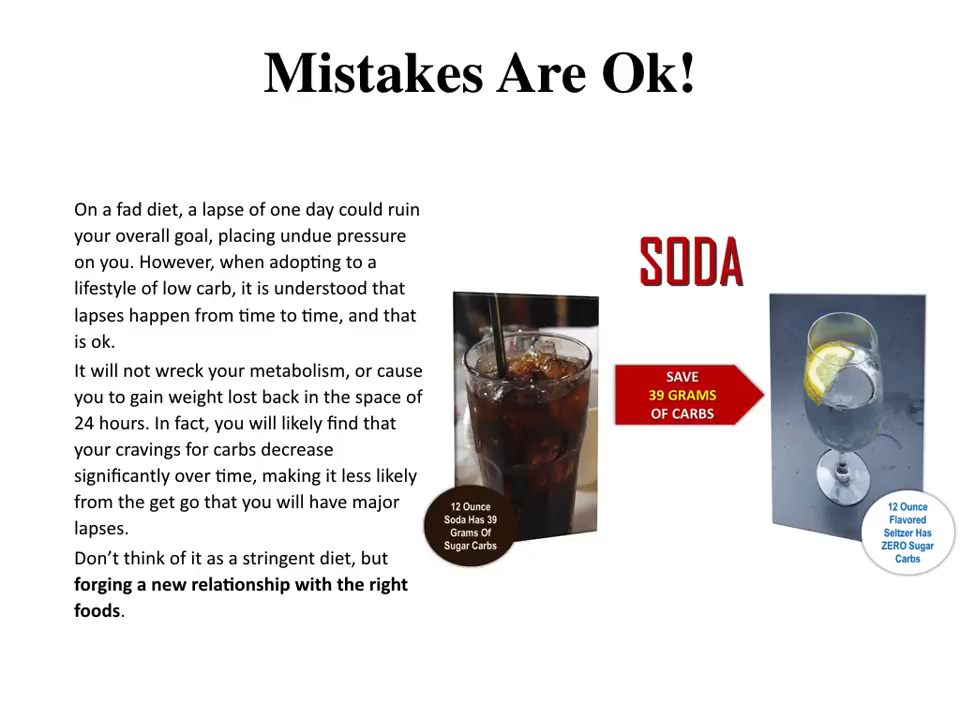 Mistakes Are Ok!
On a fad diet, a lapse of one day could ruin
your overall goal, placing undue pressure
on you. However, when adopting to a
lifestyle of low carb, it is understood that
lapses happen from time to time, and that
is ok.
It will not wreck your metabolism, or cause
you to gain weight lost back in the space of
24 hours. In fact, you will likely find that
your cravings for carbs decrease
significantly over time, making it less likely
from the get go that you will have major
lapses.
Don’t think of it as a stringent diet, but
forging a new relationship with the right
foods.
SODA
SAVE
39 GRAMS
OF CARBS
12 Ounce
Soda Has 39
Grams Of
Sugar Carbs
12 Ounce
Flavored
Seltzer Has
ZERO Sugar
Carbs